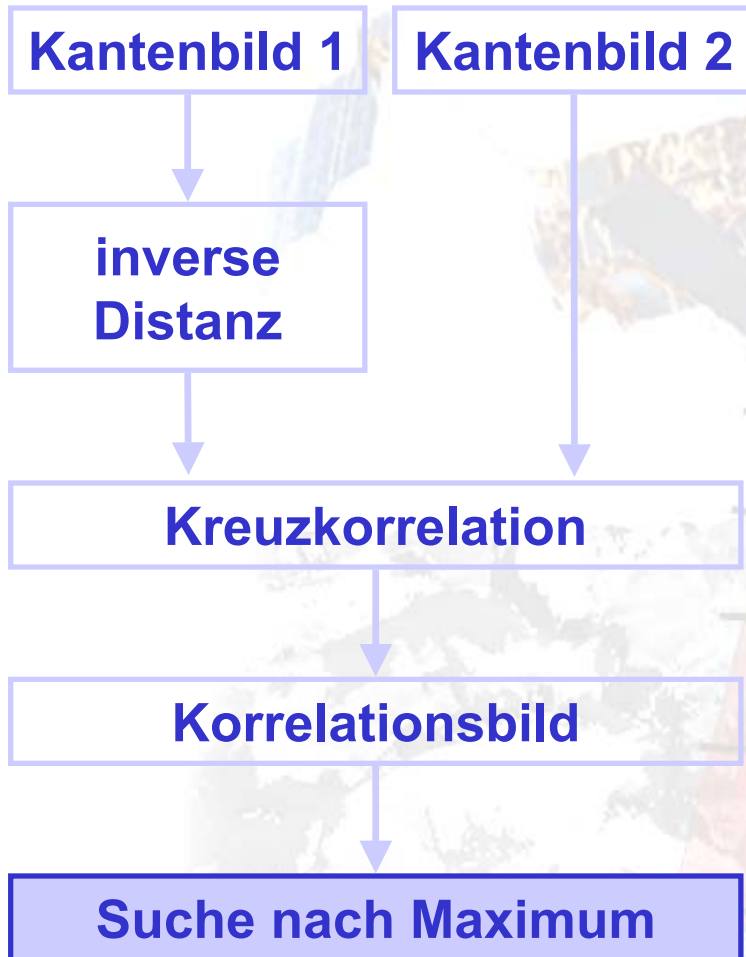 Kantenbild 1
Kantenbild 2
inverse
Distanz
Kreuzkorrelation
Korrelationsbild
Suche nach Maximum